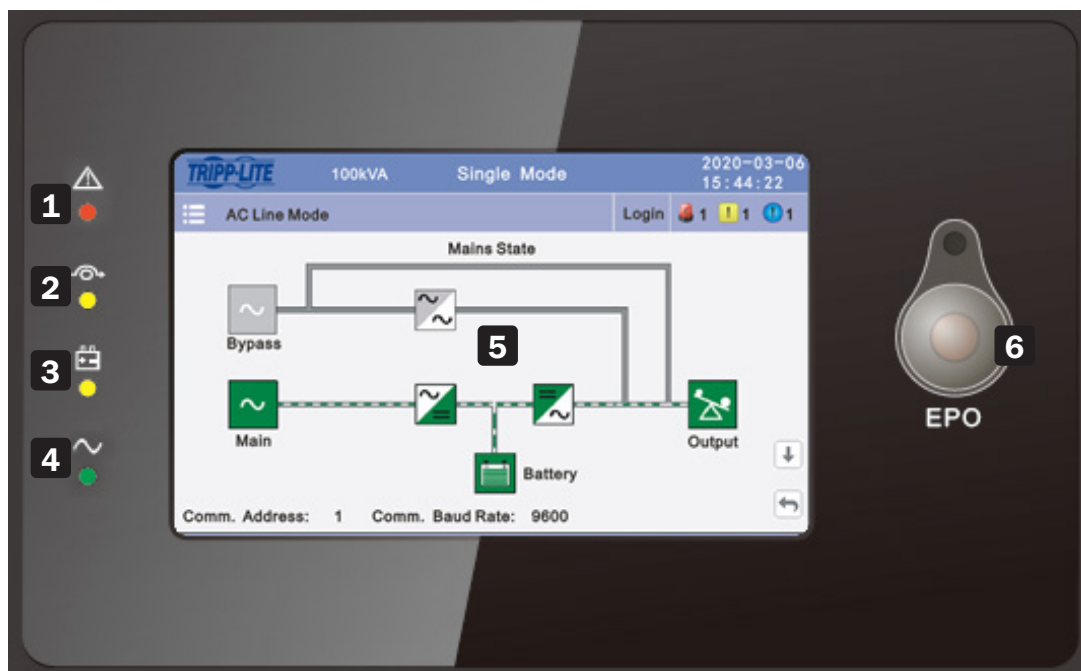 TRIPP-LITE 100kVA Single Mode 2020-03-06
15:44:22
AC Line Mode Login 1 1 1
Mains State
Bypass
Main
Output
Battery
Comm. Address: 1 Comm. Baud Rate: 9600
1
2
3
4
5
6
EPO